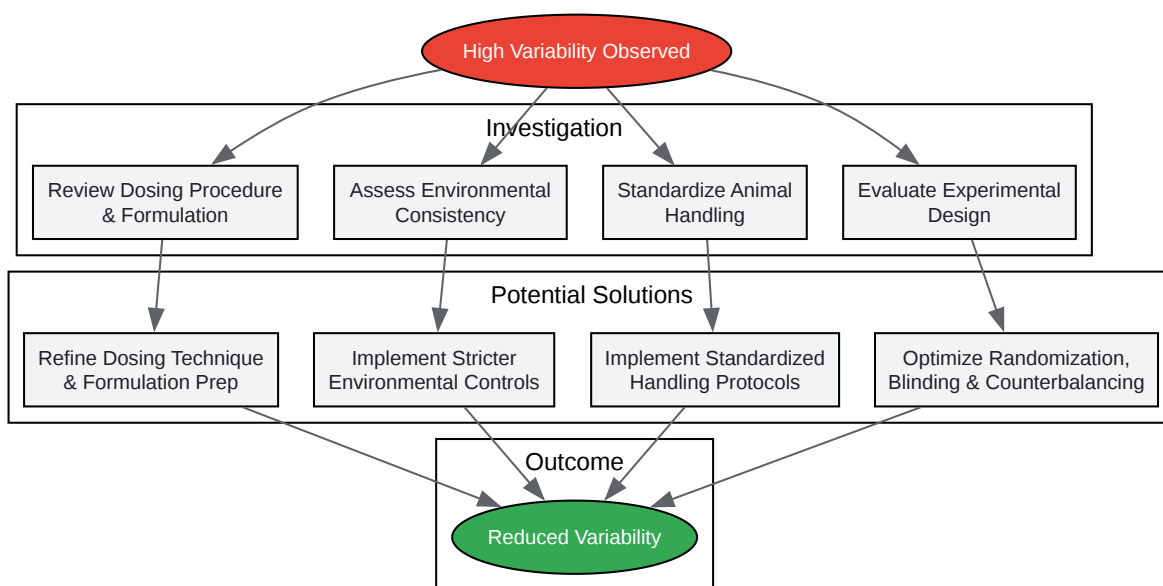 High Variability Observed
Investigation
Review Dosing Procedure
& Formulation
Assess Environmental
Consistency
Standardize Animal
Handling
Evaluate Experimental
Design
Potential Solutions
Refine Dosing Technique
& Formulation Prep
Implement Stricter
Environmental Controls
Implement Standardized
Handling Protocols
Optimize Randomization,
Blinding & Counterbalancing
Outcome
Reduced Variability